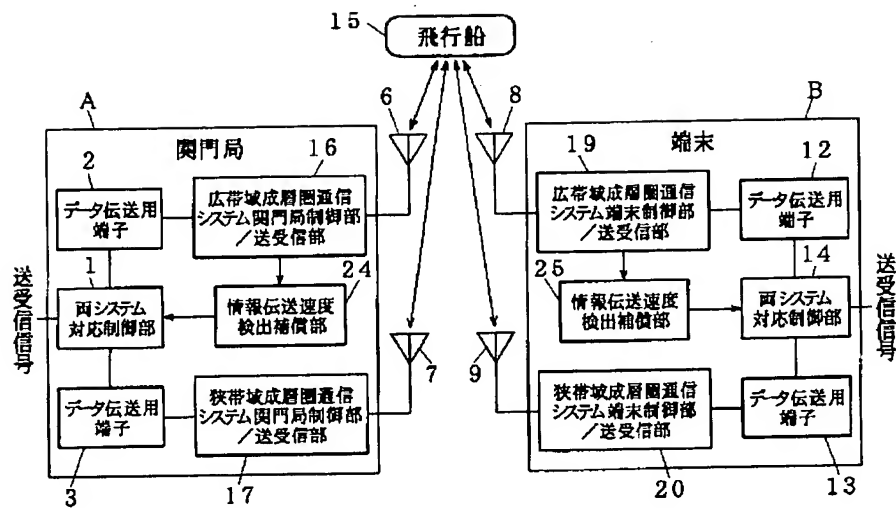 15
飛行船
A
6
8
B
関門局
16
2
データ伝送用
端子
広帯域成層圏通信
システム関門局制御部
/送受信部
端末
19
12
広帯域成層圏通信
システム端末制御部
/送受信部
データ伝送用
端子
送受信信号
1
両システム
対応制御部
24
情報伝送速度
検出補償部
25
情報伝送速度
検出補償部
14
両システム
対応制御部
送受信信号
7
9
データ伝送用
端子
3
狭帯域成層圏通信
システム関門局制御部
/送受信部
17
狭帯域成層圏通信
システム端末制御部
/送受信部
20
データ伝送用
端子
13